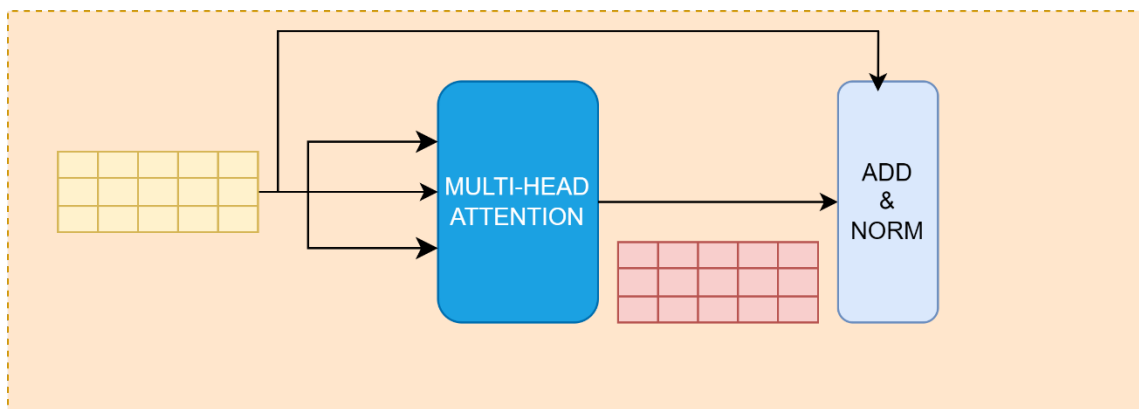 MULTI-HEAD
ATTENTION
ADD
&
NORM